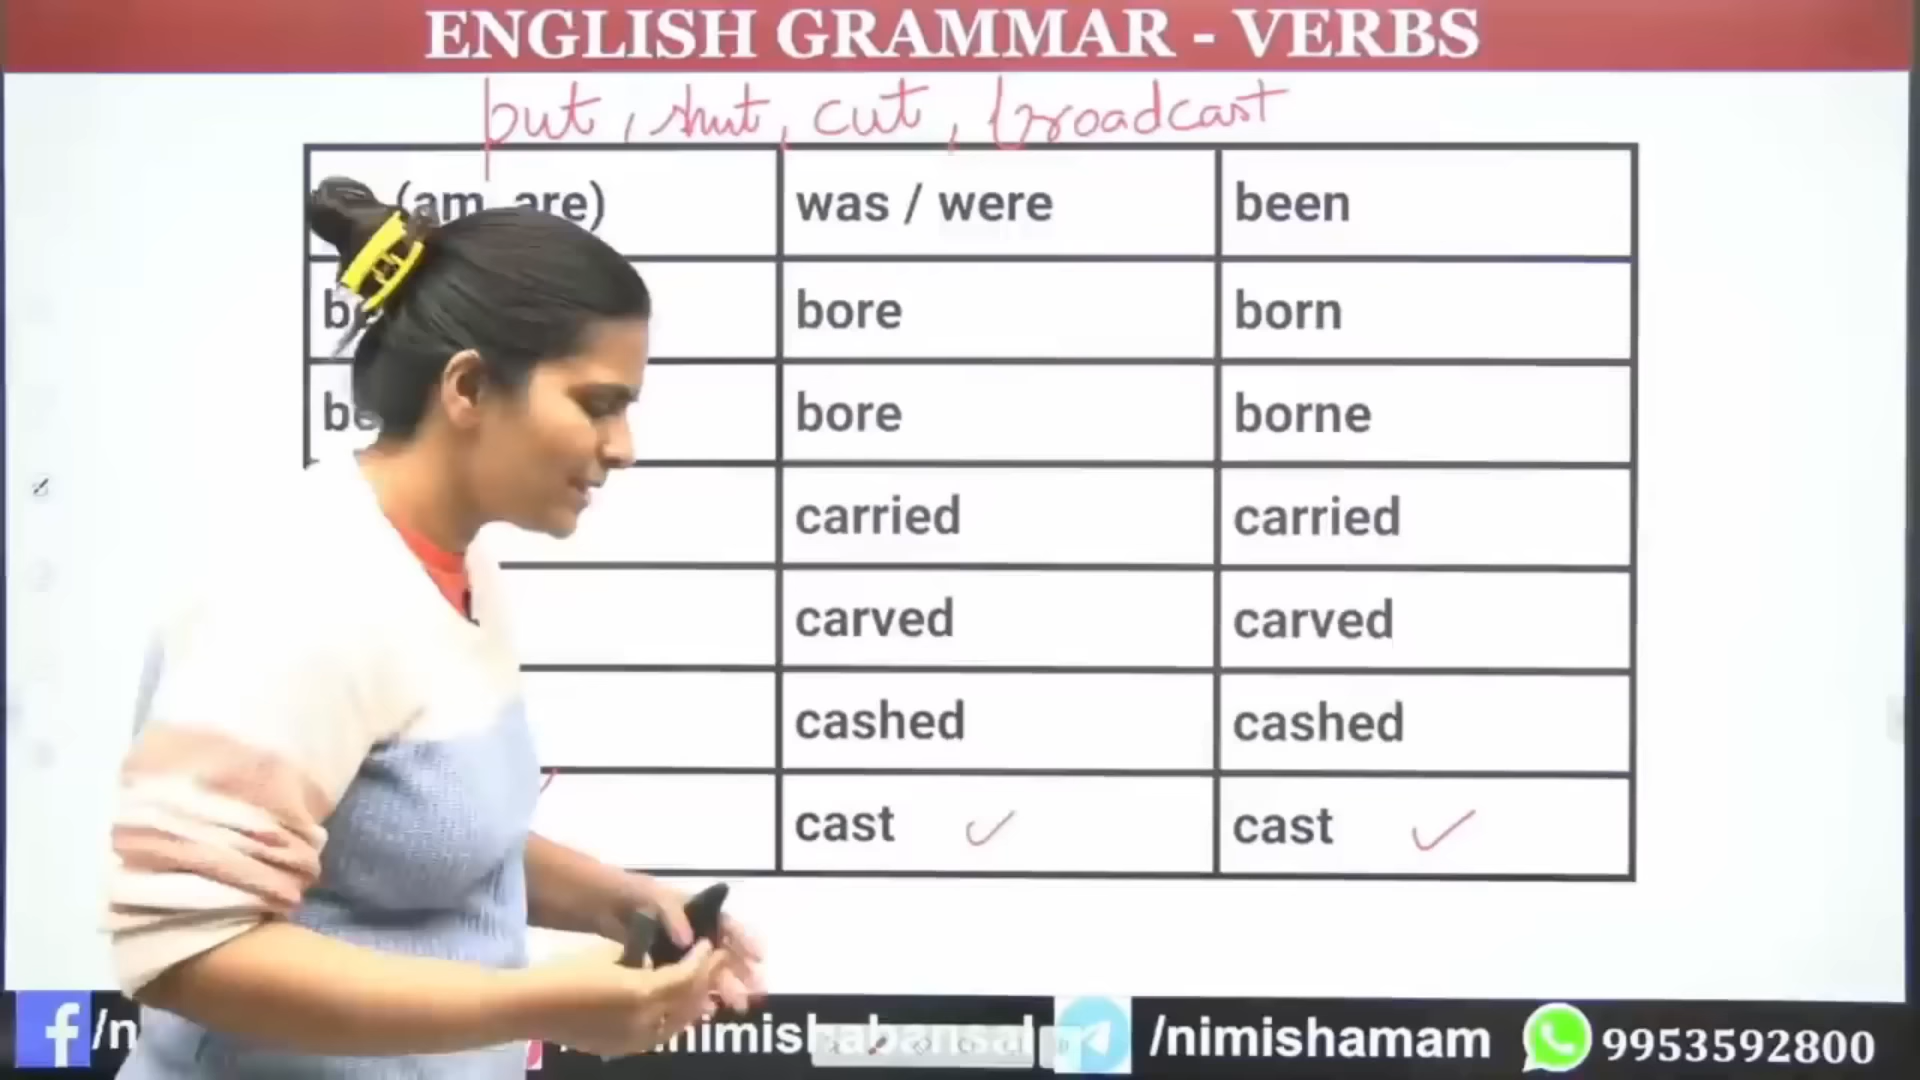 ENGLISH GRAMMAR - VERBS
put, shut, cut, broadcast
(am, are) was / were been
bore born
bore borne
carried carried
carved carved
cashed cashed
cast ✓ cast ✓
/nimishamam 9953592800